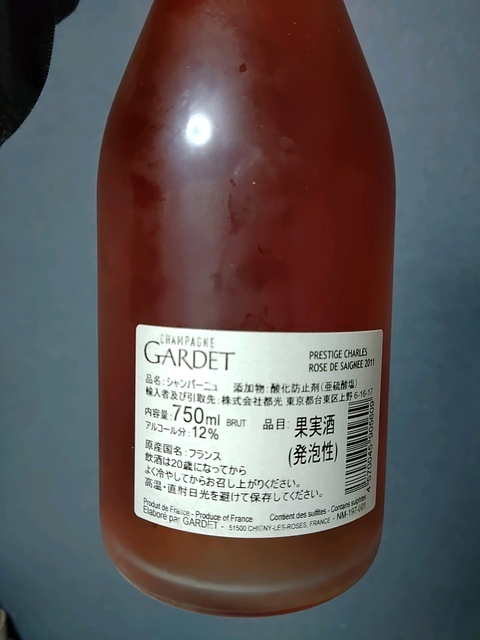 CHAMPAGNE
GARDET
PRESTIGE CHARLES
ROSE DE SAIGNEE 2011
品名:シャンパーニュ 添加物:酸化防止剤(亜硫酸塩)
輸入者及び引取先:株式会社都光 東京都台東区上野 6-16-17
内容量:750ml BRUT 品目:果実酒
(発泡性)
アルコール分:12%
原産国名:フランス
飲酒は20歳になってから
よく冷やしてからお召し上がりください。
高温・直射日光を避けて保存してください。
Produit de France - Produce of France Contient des sulfites - Contains sulphites
Elaboré par GARDET - 51500 CHIGNY-LES-ROSES, FRANCE - NM-197-001